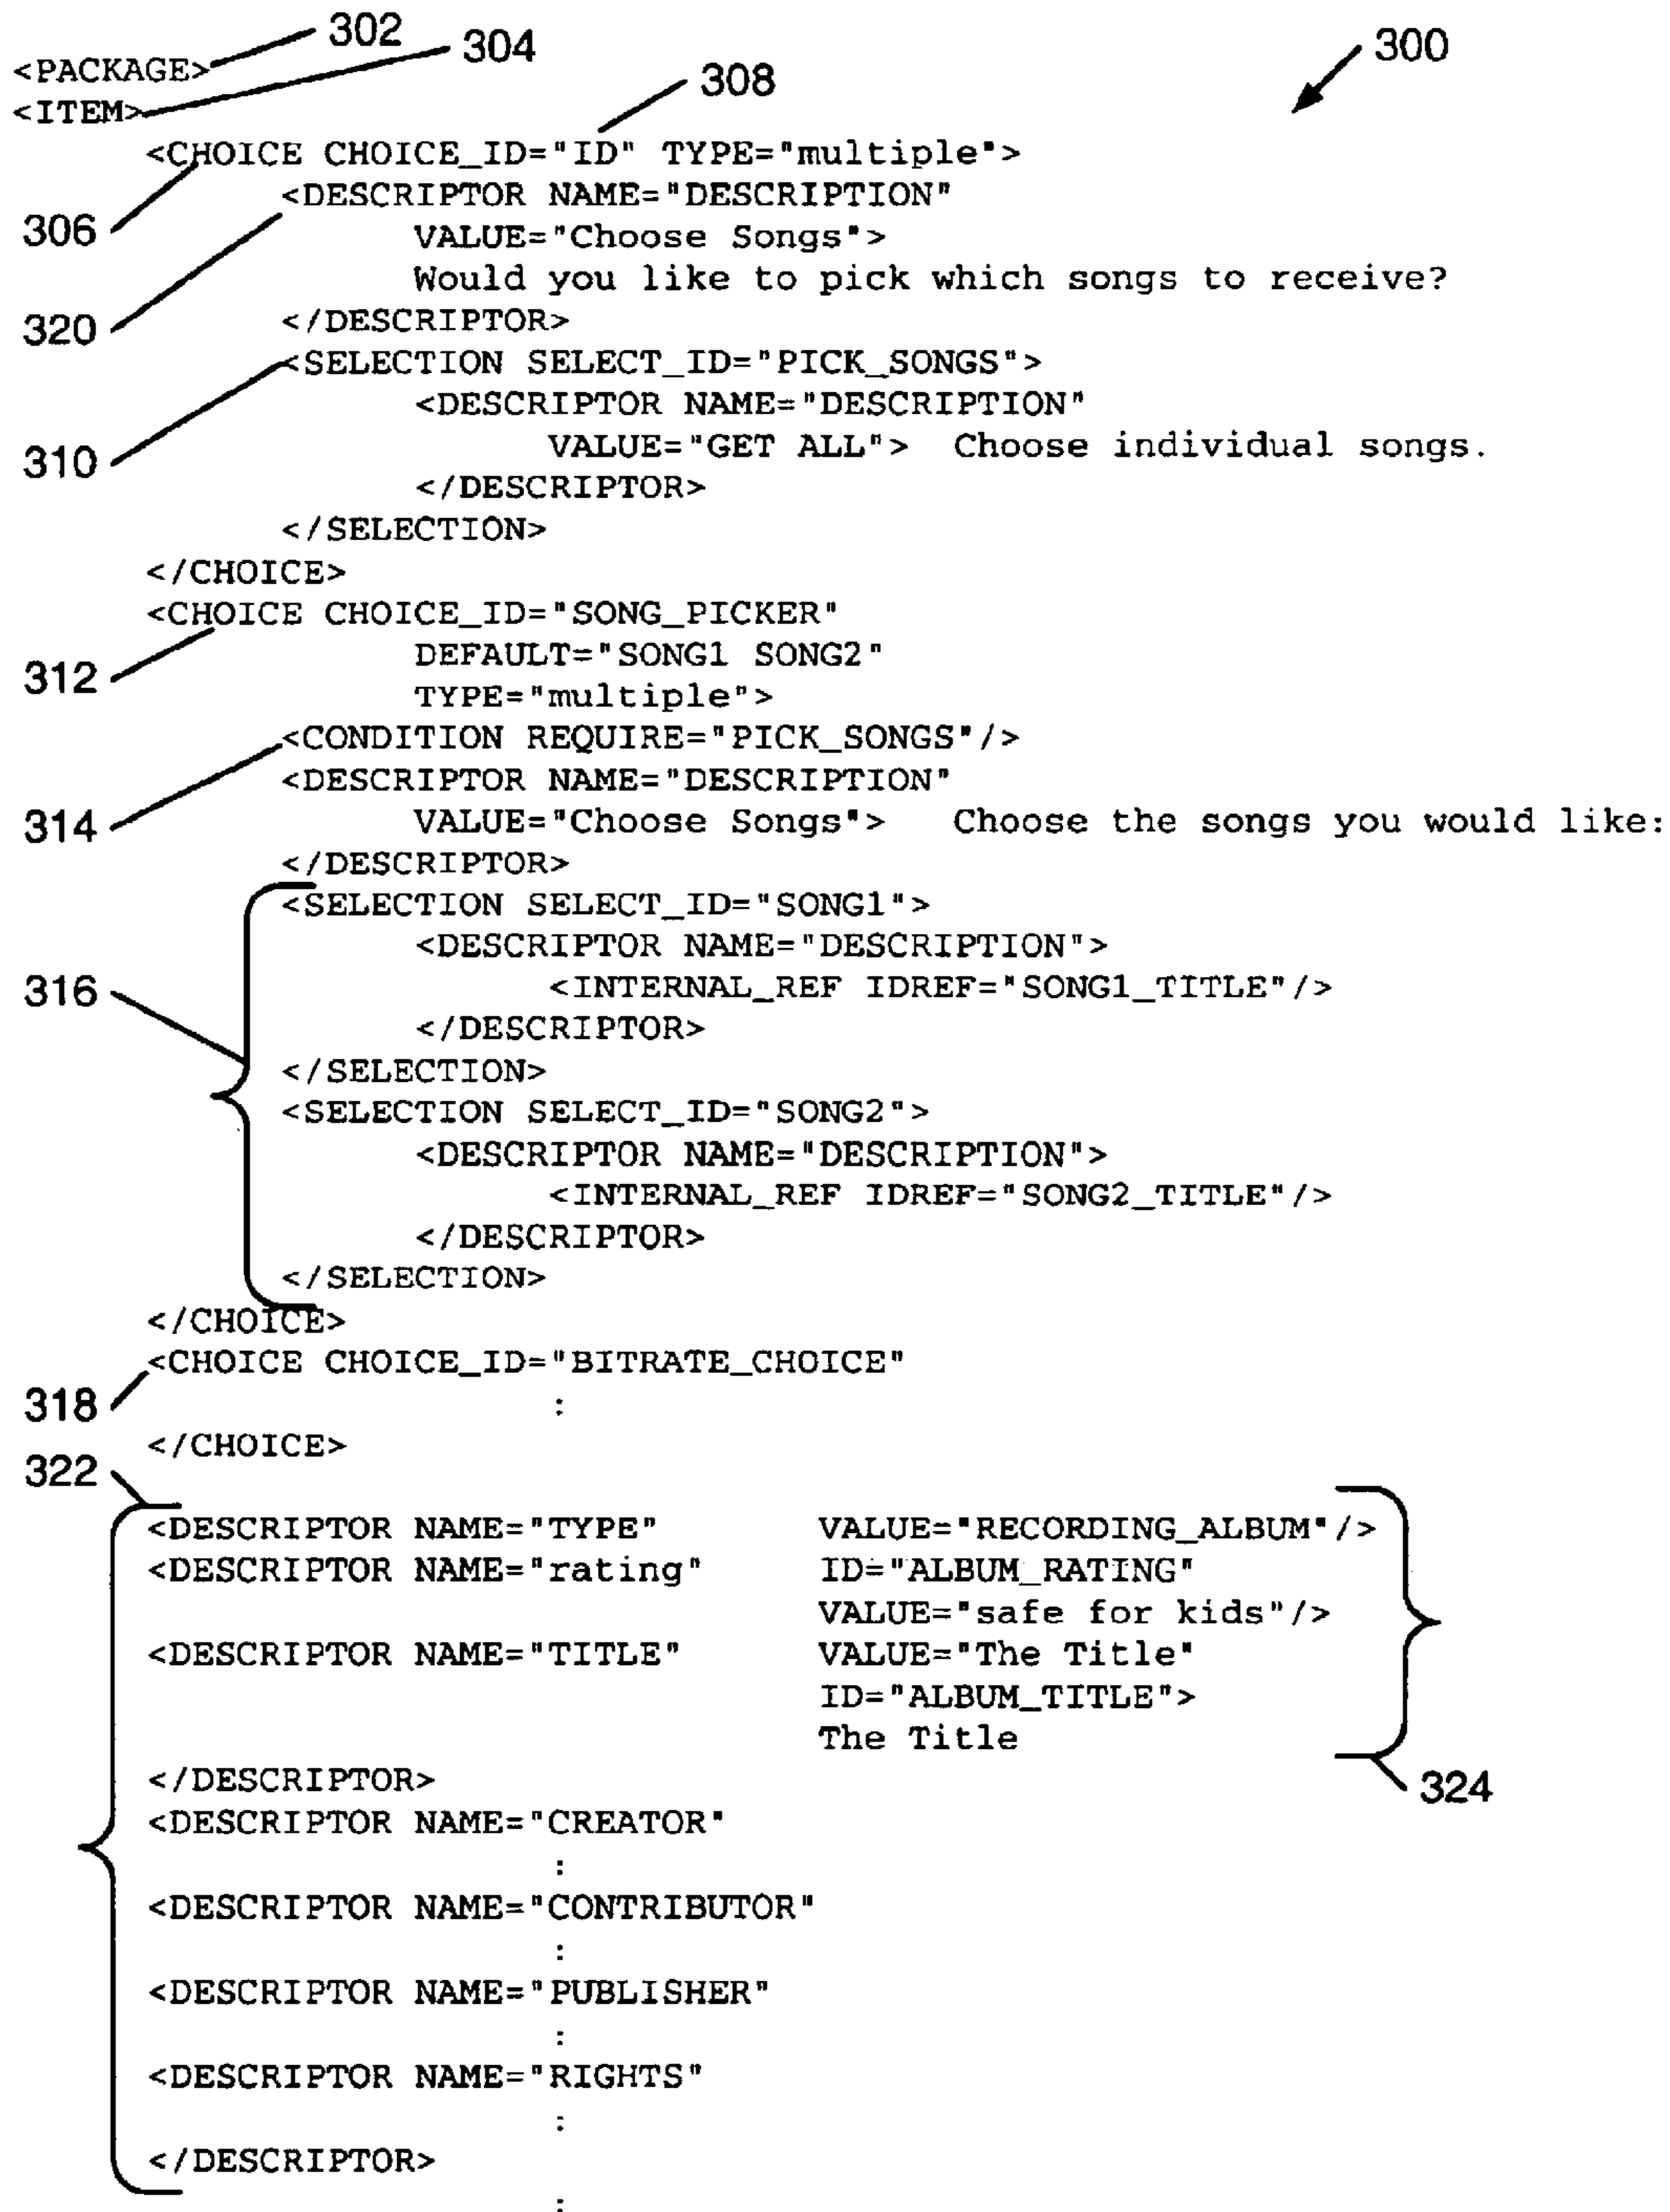 302
304
300
<PACKAGE>
<ITEM>
308
<CHOICE CHOICE_ID="ID" TYPE="multiple">
306
<DESCRIPTOR NAME="DESCRIPTION"
VALUE="Choose Songs">
Would you like to pick which songs to receive?
320
</DESCRIPTOR>
<SELECTION SELECT_ID="PICK_SONGS">
<DESCRIPTOR NAME="DESCRIPTION"
310
VALUE="GET ALL"> Choose individual songs.
</DESCRIPTOR>
</SELECTION>
</CHOICE>
<CHOICE CHOICE_ID="SONG_PICKER"
312
DEFAULT="SONG1 SONG2"
TYPE="multiple">
<CONDITION REQUIRE="PICK_SONGS"/>
<DESCRIPTOR NAME="DESCRIPTION"
314
VALUE="Choose Songs"> Choose the songs you would like:
</DESCRIPTOR>
<SELECTION SELECT_ID="SONG1">
<DESCRIPTOR NAME="DESCRIPTION">
316
<INTERNAL_REF IDREF="SONG1_TITLE"/>
</DESCRIPTOR>
</SELECTION>
<SELECTION SELECT_ID="SONG2">
<DESCRIPTOR NAME="DESCRIPTION">
<INTERNAL_REF IDREF="SONG2_TITLE"/>
</DESCRIPTOR>
</SELECTION>
</CHOICE>
<CHOICE CHOICE_ID="BITRATE_CHOICE"
318
:
</CHOICE>
322
<DESCRIPTOR NAME="TYPE" VALUE="RECORDING_ALBUM"/>
<DESCRIPTOR NAME="rating" ID="ALBUM_RATING"
VALUE="safe for kids"/>
<DESCRIPTOR NAME="TITLE" VALUE="The Title"
ID="ALBUM_TITLE">
The Title
</DESCRIPTOR>
324
<DESCRIPTOR NAME="CREATOR"
:
<DESCRIPTOR NAME="CONTRIBUTOR"
:
<DESCRIPTOR NAME="PUBLISHER"
:
<DESCRIPTOR NAME="RIGHTS"
:
</DESCRIPTOR>
: